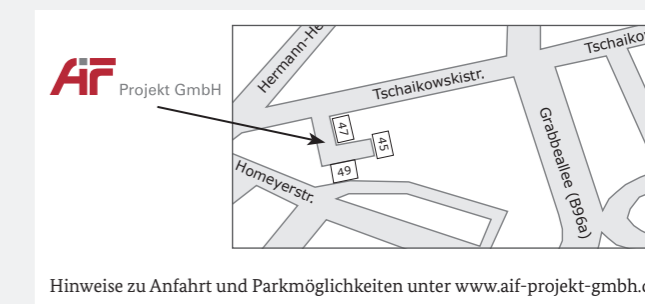 AiF Projekt GmbH
Hermann-He
Tschaikowskistr.
Tschaiko
47
45
49
Homeyerstr.
Grabbeallee (B96a)
Hinweise zu Anfahrt und Parkmöglichkeiten unter www.aif-projekt-gmbh.d